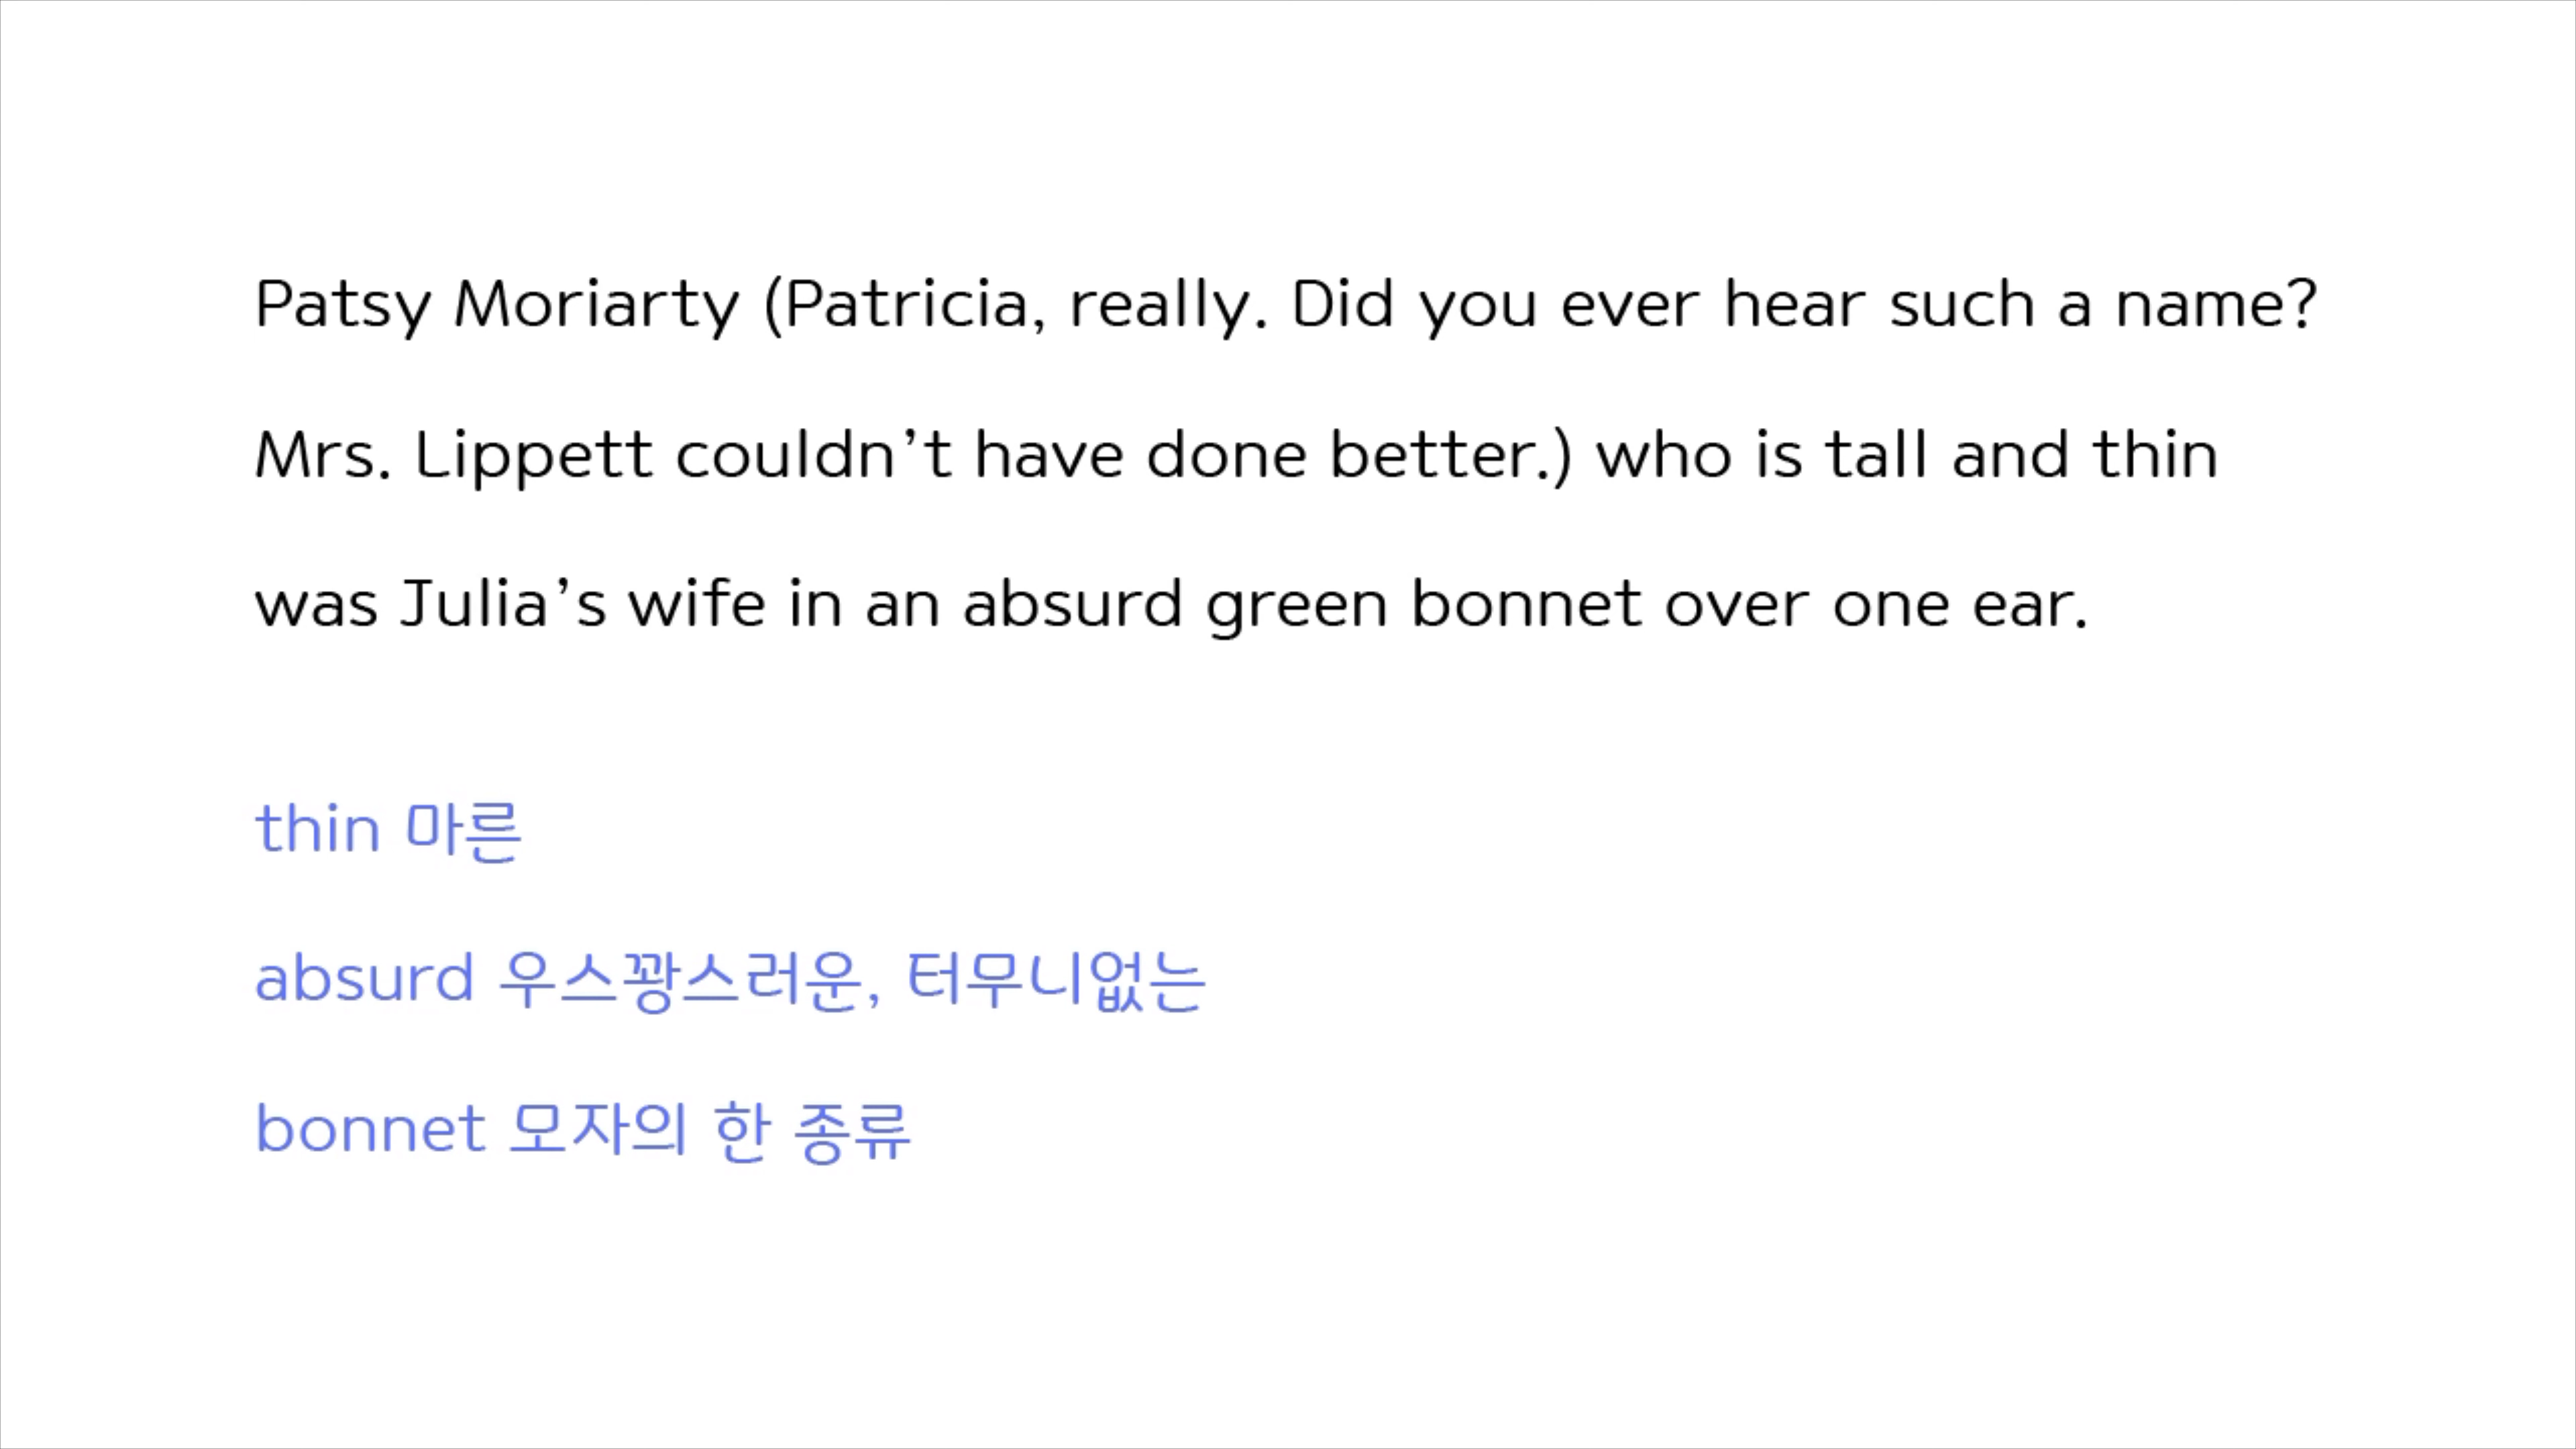 Patsy Moriarty (Patricia, really. Did you ever hear such a name?
Mrs. Lippett couldn’t have done better.) who is tall and thin
was Julia’s wife in an absurd green bonnet over one ear.
thin 마른
absurd 우스꽝스러운, 터무니없는
bonnet 모자의 한 종류